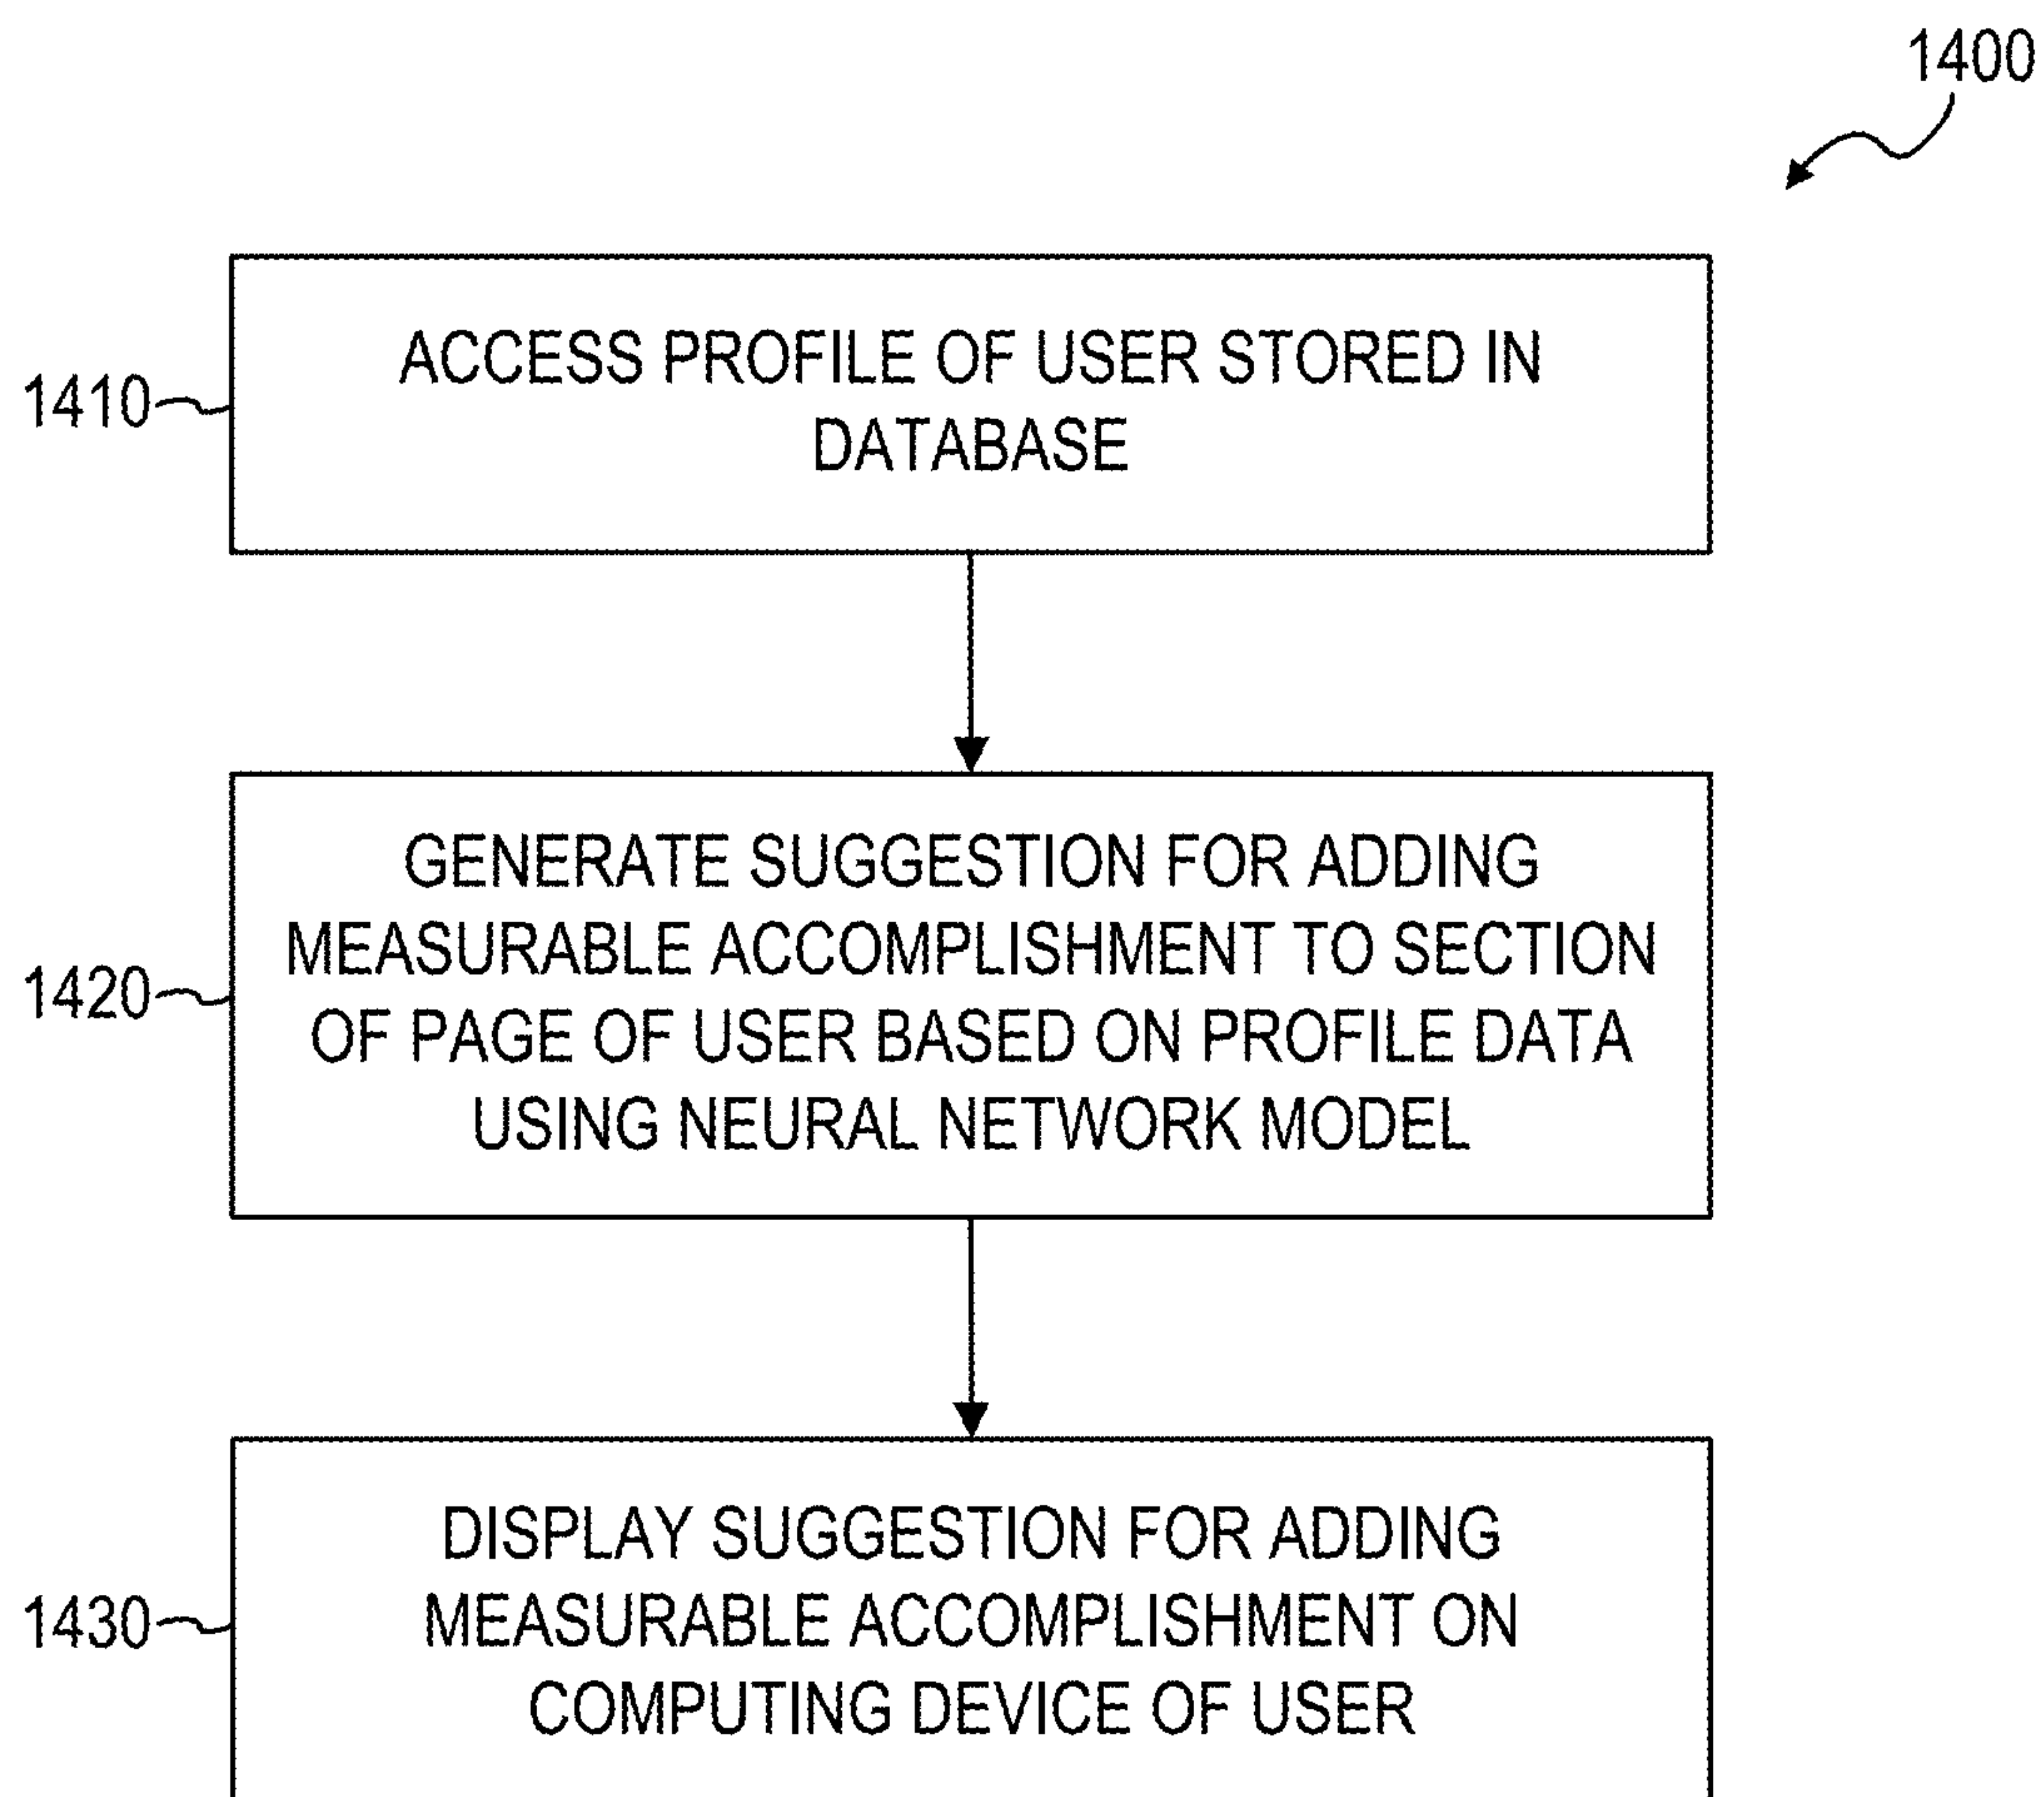 1400
1410
ACCESS PROFILE OF USER STORED IN
DATABASE
1420
GENERATE SUGGESTION FOR ADDING
MEASURABLE ACCOMPLISHMENT TO SECTION
OF PAGE OF USER BASED ON PROFILE DATA
USING NEURAL NETWORK MODEL
1430
DISPLAY SUGGESTION FOR ADDING
MEASURABLE ACCOMPLISHMENT ON
COMPUTING DEVICE OF USER